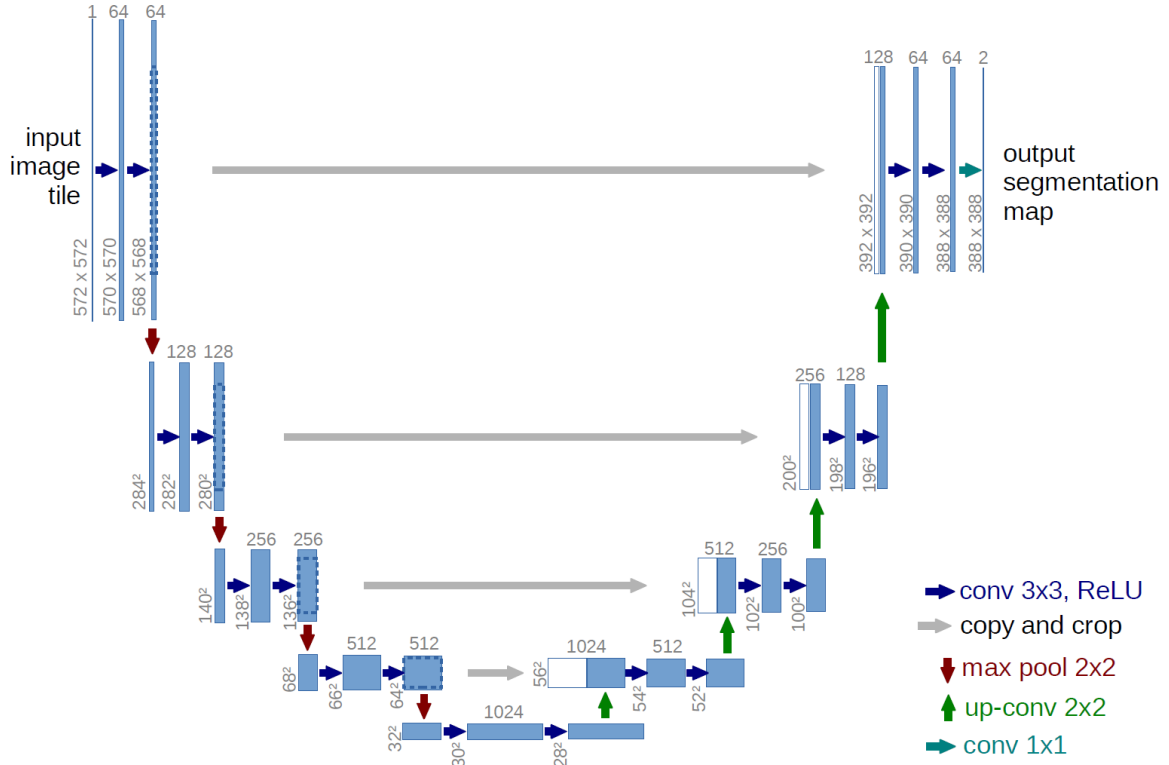 1 64 64
input
image
tile
572 x 572
570 x 570
568 x 568
128 64 64 2
output
segmentation
map
392 x 392
390 x 390
388 x 388
388 x 388
128 128
284²
282²
280²
256 128
200²
198²
196²
256 256
140²
138²
136²
512 256
104²
102²
100²
512 512
68²
66²
64²
1024 512
56²
54²
52²
1024
32²
30²
28²
conv 3x3, ReLU
copy and crop
max pool 2x2
up-conv 2x2
conv 1x1